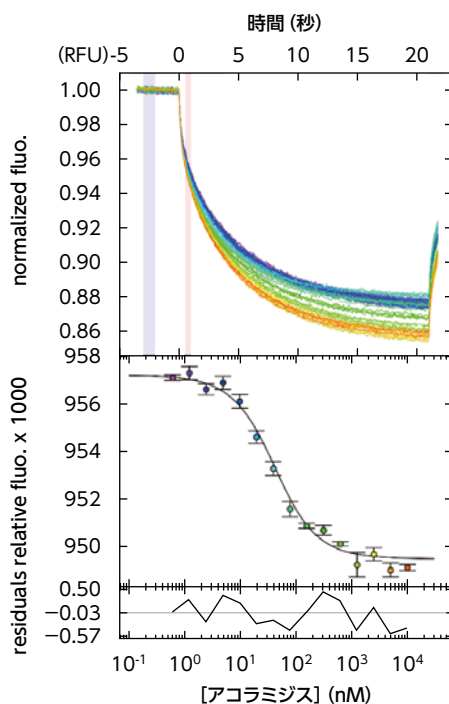 時間 (秒)
(RFU) -5 0 5 10 15 20
normalized fluo.
1.00
0.96
0.94
0.92
0.90
0.88
0.86
residuals relative fluo. x 1000
958
956
954
952
950
0.50
−0.03
−0.57
10-1 10⁰ 10¹ 10² 10³ 10⁴
[アコラミジス] (nM)